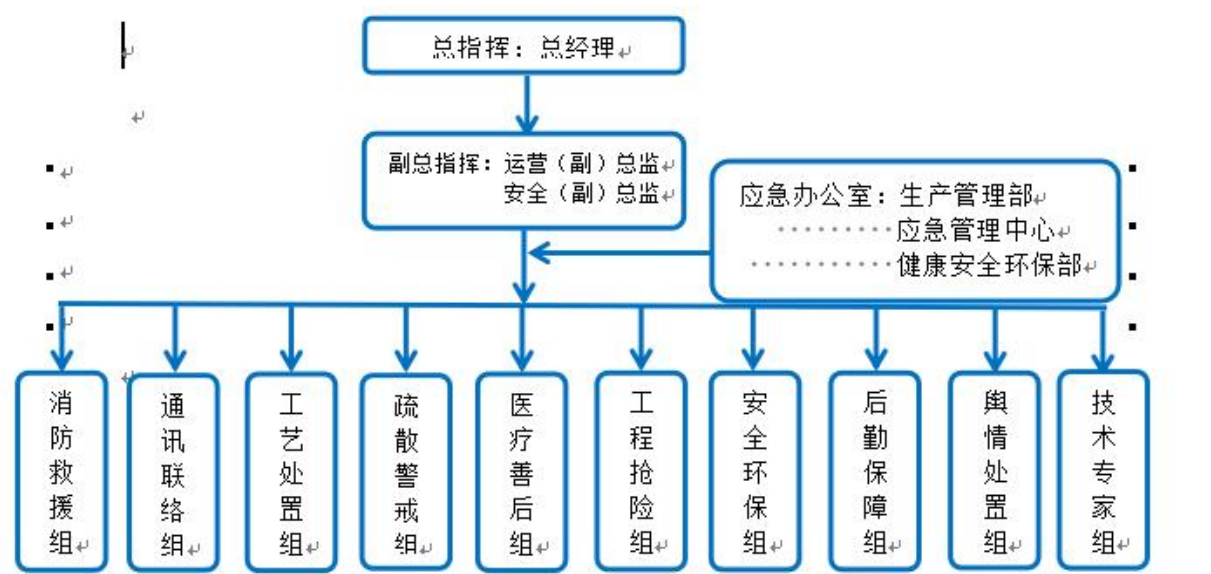 总指挥：总经理
副总指挥：运营（副）总监
安全（副）总监
应急办公室：生产管理部
应急管理中心
健康安全环保部
消防救援组
通讯联络组
工艺处置组
疏散警戒组
医疗善后组
工程抢险组
安全环保组
后勤保障组
舆情处置组
技术专家组